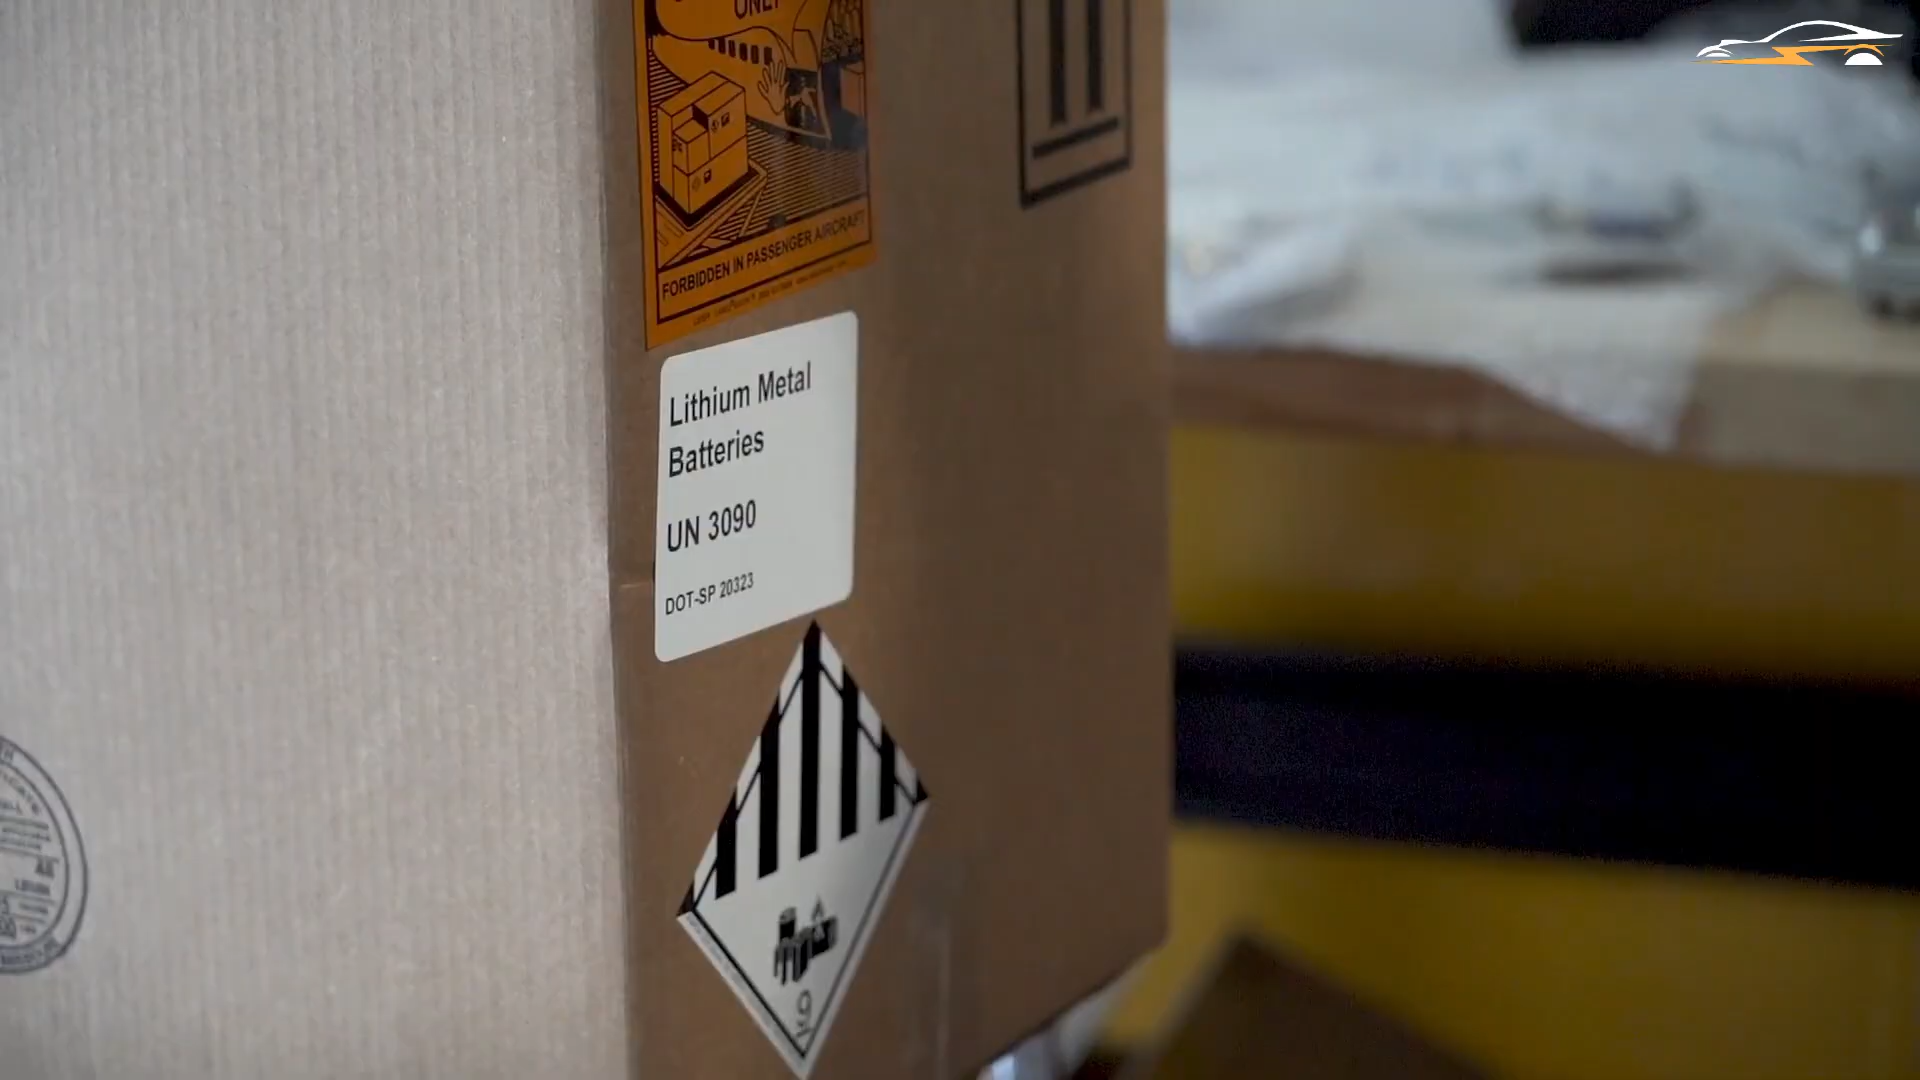 ONLY
FORBIDDEN IN PASSENGER AIRCRAFT
Lithium Metal
Batteries
UN 3090
DOT-SP 20323
9